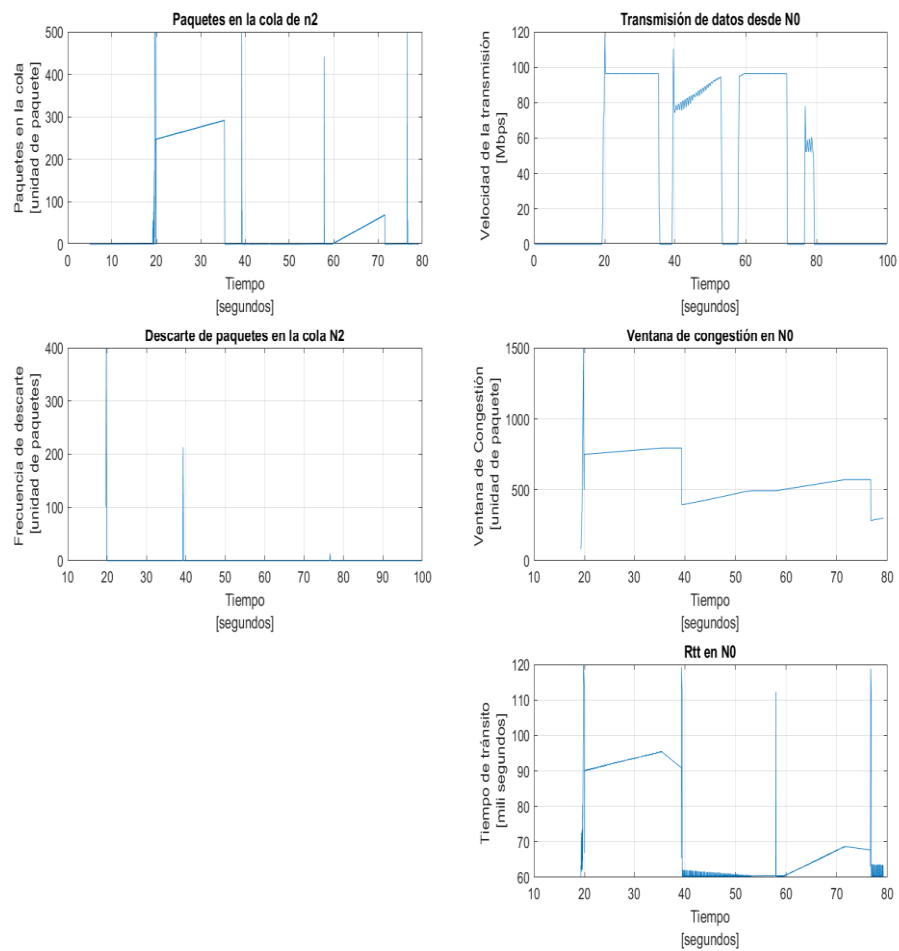 Paquetes en la cola de n2
Paquetes en la cola
[unidad de paquete]
500
400
300
200
100
0
0 10 20 30 40 50 60 70 80
Tiempo
[segundos]
Transmisión de datos desde N0
Velocidad de la transmisión
[Mbps]
120
100
80
60
40
20
0
0 20 40 60 80 100
Tiempo
[segundos]
Descarte de paquetes en la cola N2
Frecuencia de descarte
[unidad de paquetes]
400
300
200
100
0
10 20 30 40 50 60 70 80 90 100
Tiempo
[segundos]
Ventana de congestión en N0
Ventana de Congestión
[unidad de paquete]
1500
1000
500
0
10 20 30 40 50 60 70 80
Tiempo
[segundos]
Rtt en N0
Tiempo de tránsito
[mili segundos]
120
110
100
90
80
70
60
10 20 30 40 50 60 70 80
Tiempo
[segundos]